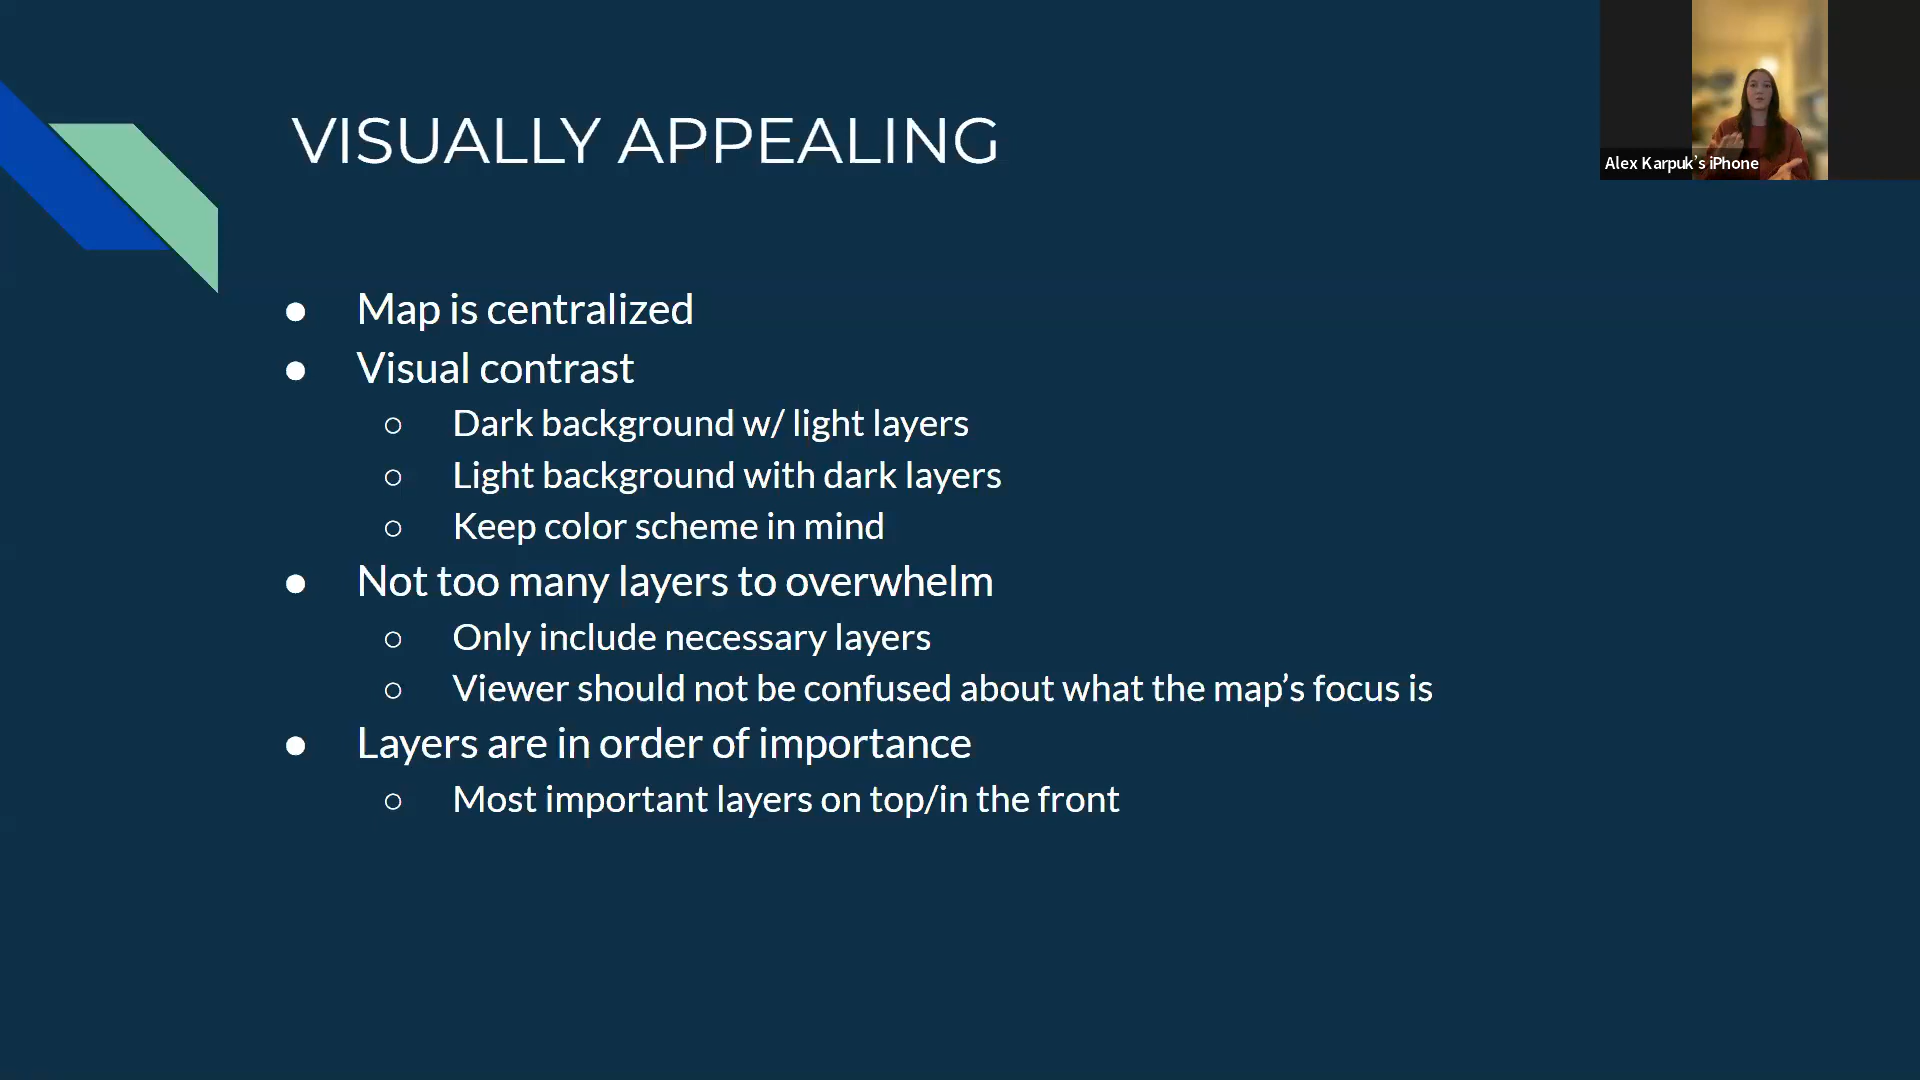 VISUALLY APPEALING
Alex Karpuk's iPhone
● Map is centralized
● Visual contrast
○ Dark background w/ light layers
○ Light background with dark layers
○ Keep color scheme in mind
● Not too many layers to overwhelm
○ Only include necessary layers
○ Viewer should not be confused about what the map’s focus is
● Layers are in order of importance
○ Most important layers on top/in the front